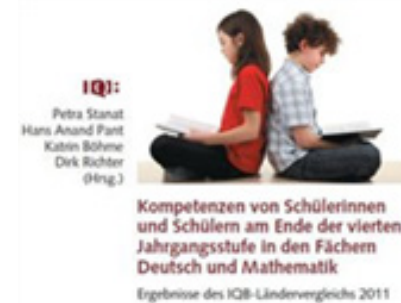 IQB:
Petra Stanat
Hans Anand Pant
Katrin Böhme
Dirk Richter
(Hrsg.)
Kompetenzen von Schülerinnen
und Schülern am Ende der vierten
Jahrgangsstufe in den Fächern
Deutsch und Mathematik
Ergebnisse des IQB-Ländervergleichs 2011